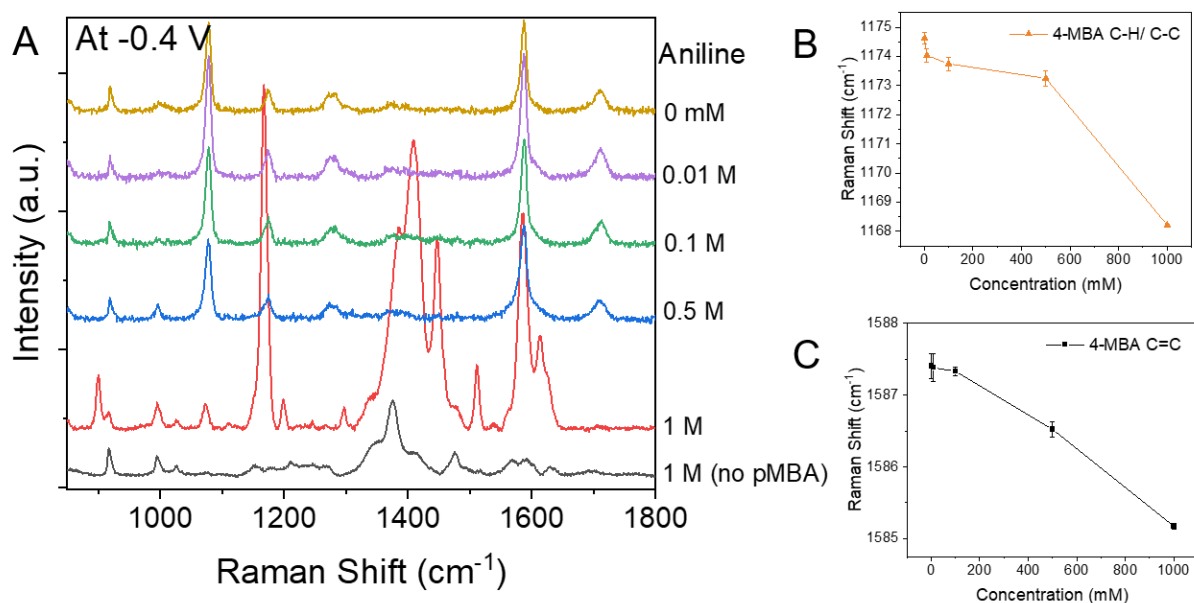 A
At -0.4 V
Aniline
0 mM
0.01 M
0.1 M
0.5 M
1 M
1 M (no pMBA)
Intensity (a.u.)
1000 1200 1400 1600 1800
Raman Shift (cm-1)
B
4-MBA C-H/ C-C
1175
1174
1173
1172
1171
1170
1169
1168
Raman Shift (cm-1)
0 200 400 600 800 1000
Concentration (mM)
C
4-MBA C=C
1588
1587
1586
1585
Raman Shift (cm-1)
0 200 400 600 800 1000
Concentration (mM)